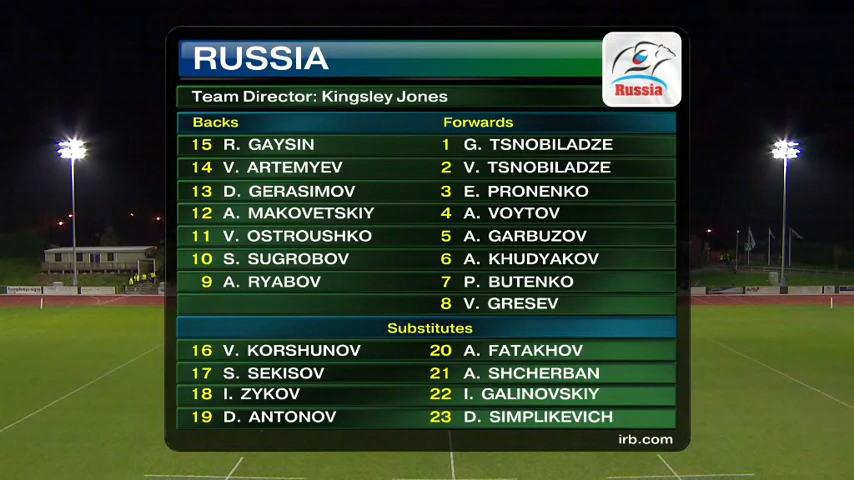 RUSSIA
Russia
Team Director: Kingsley Jones
Backs Forwards
15 R. GAYSIN 1 G. TSNOBILADZE
14 V. ARTEMYEV 2 V. TSNOBILADZE
13 D. GERASIMOV 3 E. PRONENKO
12 A. MAKOVETSKIY 4 A. VOYTOV
11 V. OSTROUSHKO 5 A. GARBUZOV
10 S. SUGROBOV 6 A. KHUDYAKOV
9 A. RYABOV 7 P. BUTENKO
8 V. GRESEV
Substitutes
16 V. KORSHUNOV 20 A. FATAKHOV
17 S. SEKISOV 21 A. SHCHERBAN
18 I. ZYKOV 22 I. GALINOVSKIY
19 D. ANTONOV 23 D. SIMPLIKEVICH
irb.com